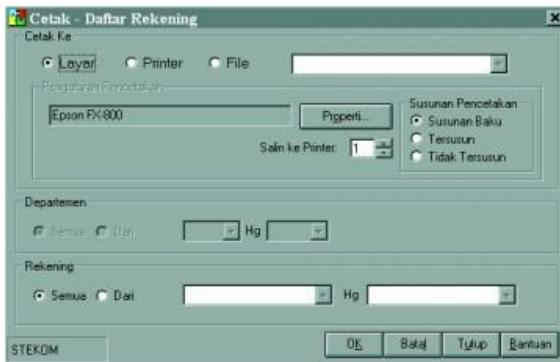 Cetak - Daftar Rekening
Cetak Ke
Layar Printer File
Pengaturan Pencetakan
Epson FX-800
Properti...
Salin ke Printer: 1
Susunan Pencetakan
Susunan Baku
Tersusun
Tidak Tersusun
Departemen
Semua Dari Hg
Rekening
Semua Dari Hg
STEKOM
OK Batal Tutup Bantuan